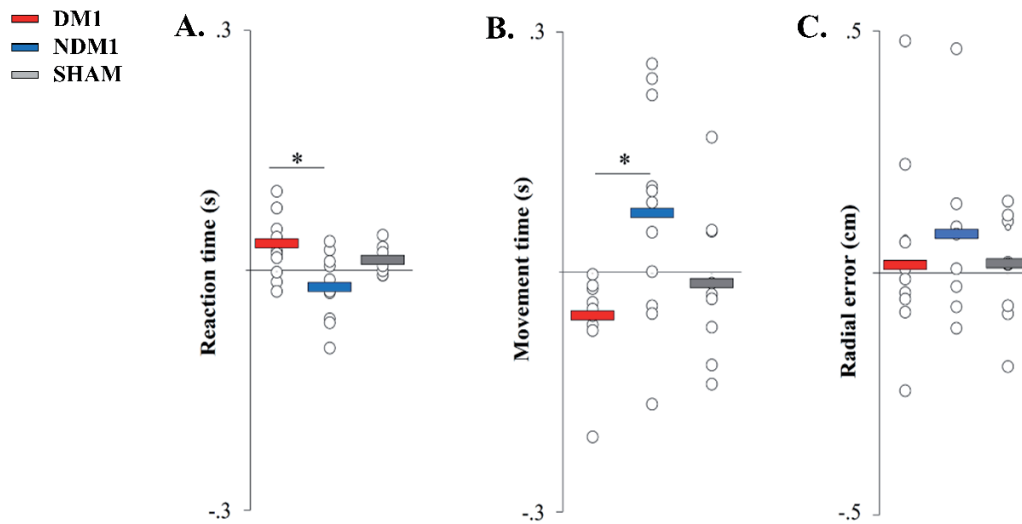 DM1
NDM1
SHAM
A.
.3
Reaction time (s)
*
-.3
B.
.3
Movement time (s)
*
-.3
C.
.5
Radial error (cm)
-.5